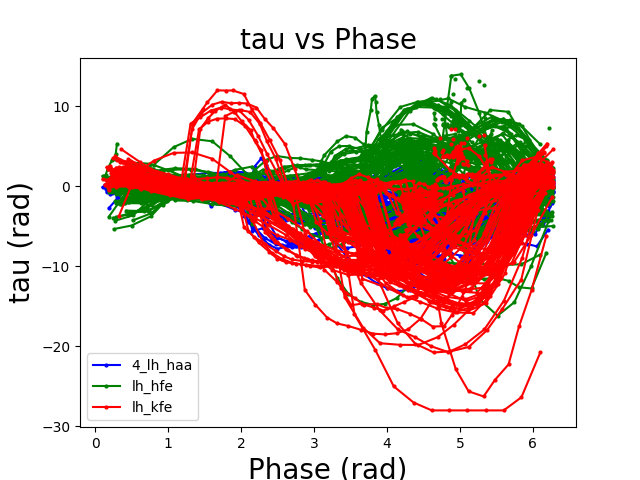 tau vs Phase
tau (rad)
10
0
−10
−20
−30
0 1 2 3 4 5 6
Phase (rad)
4_lh_haa
lh_hfe
lh_kfe